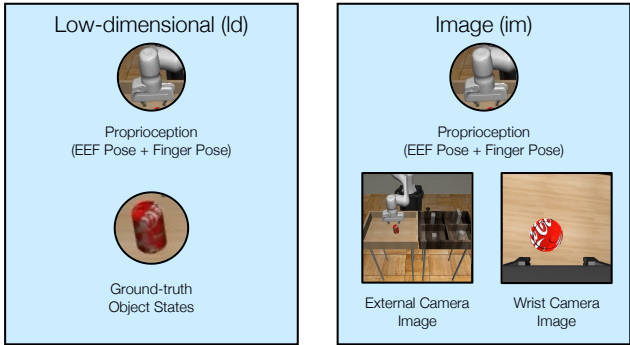 Low-dimensional (ld)
Proprioception
(EEF Pose + Finger Pose)
Ground-truth
Object States
Image (im)
Proprioception
(EEF Pose + Finger Pose)
External Camera
Image
Wrist Camera
Image